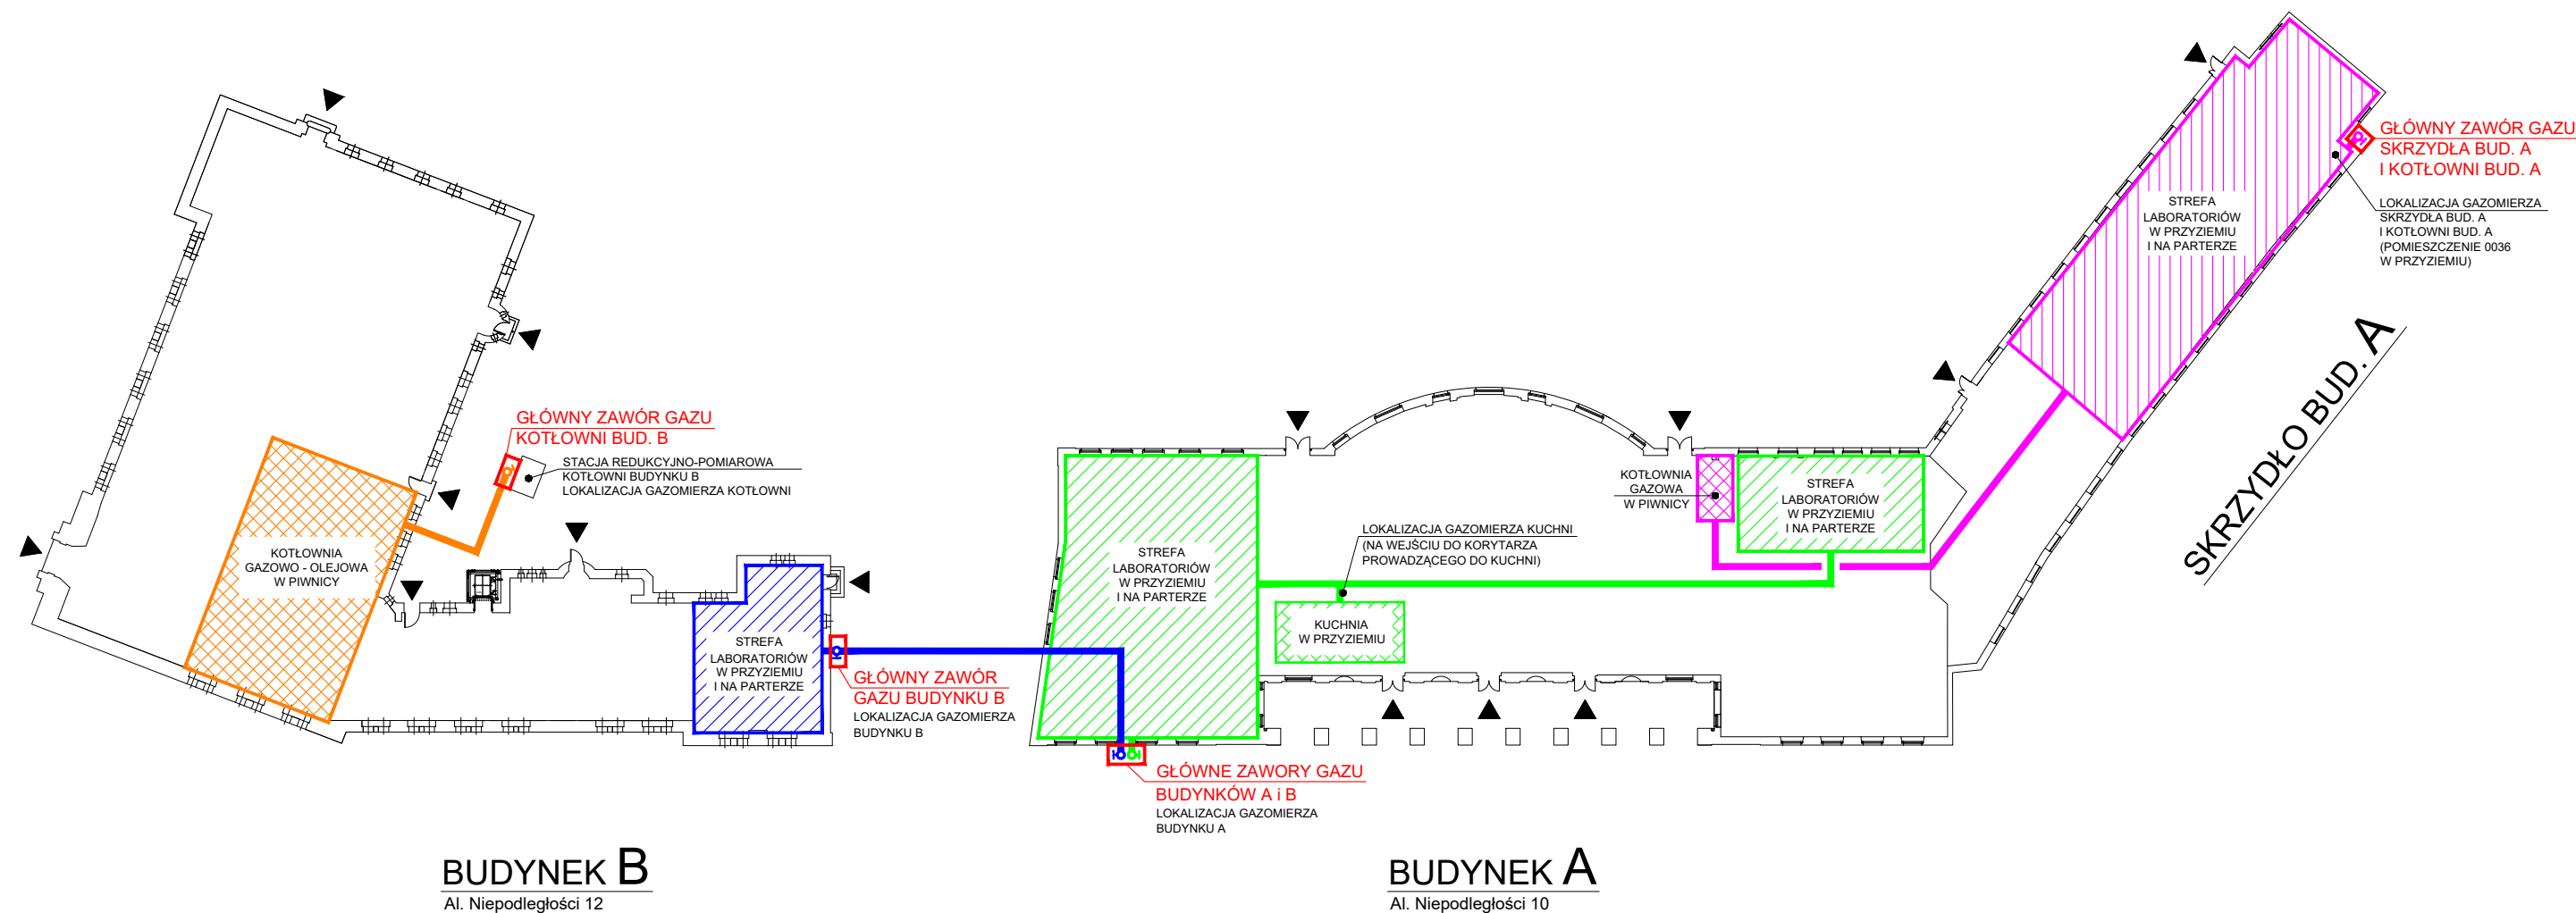 GŁÓWNY ZAWÓR GAZU
SKRZYDŁA BUD. A
I KOTŁOWNI BUD. A
LOKALIZACJA GAZOMIERZA
SKRZYDŁA BUD. A
I KOTŁOWNI BUD. A
(POMIESZCZENIE 0036
W PRZYZIEMIU)
STREFA
LABORATORIÓW
W PRZYZIEMIU
I NA PARTERZE
SKRZYDŁO BUD. A
GŁÓWNY ZAWÓR GAZU
KOTŁOWNI BUD. B
STACJA REDUKCYJNO-POMIAROWA
KOTŁOWNI BUDYNKU B
LOKALIZACJA GAZOMIERZA KOTŁOWNI
KOTŁOWNIA
GAZOWO - OLEJOWA
W PIWNICY
STREFA
LABORATORIÓW
W PRZYZIEMIU
I NA PARTERZE
GŁÓWNY ZAWÓR
GAZU BUDYNKU B
LOKALIZACJA GAZOMIERZA
BUDYNKU B
STREFA
LABORATORIÓW
W PRZYZIEMIU
I NA PARTERZE
LOKALIZACJA GAZOMIERZA KUCHNI
(NA WEJŚCIU DO KORYTARZA
PROWADZĄCEGO DO KUCHNI)
KUCHNIA
W PRZYZIEMIU
KOTŁOWNIA
GAZOWA
W PIWNICY
STREFA
LABORATORIÓW
W PRZYZIEMIU
I NA PARTERZE
GŁÓWNE ZAWORY GAZU
BUDYNKÓW A i B
LOKALIZACJA GAZOMIERZA
BUDYNKU A
BUDYNEK B
Al. Niepodległości 12
BUDYNEK A
Al. Niepodległości 10